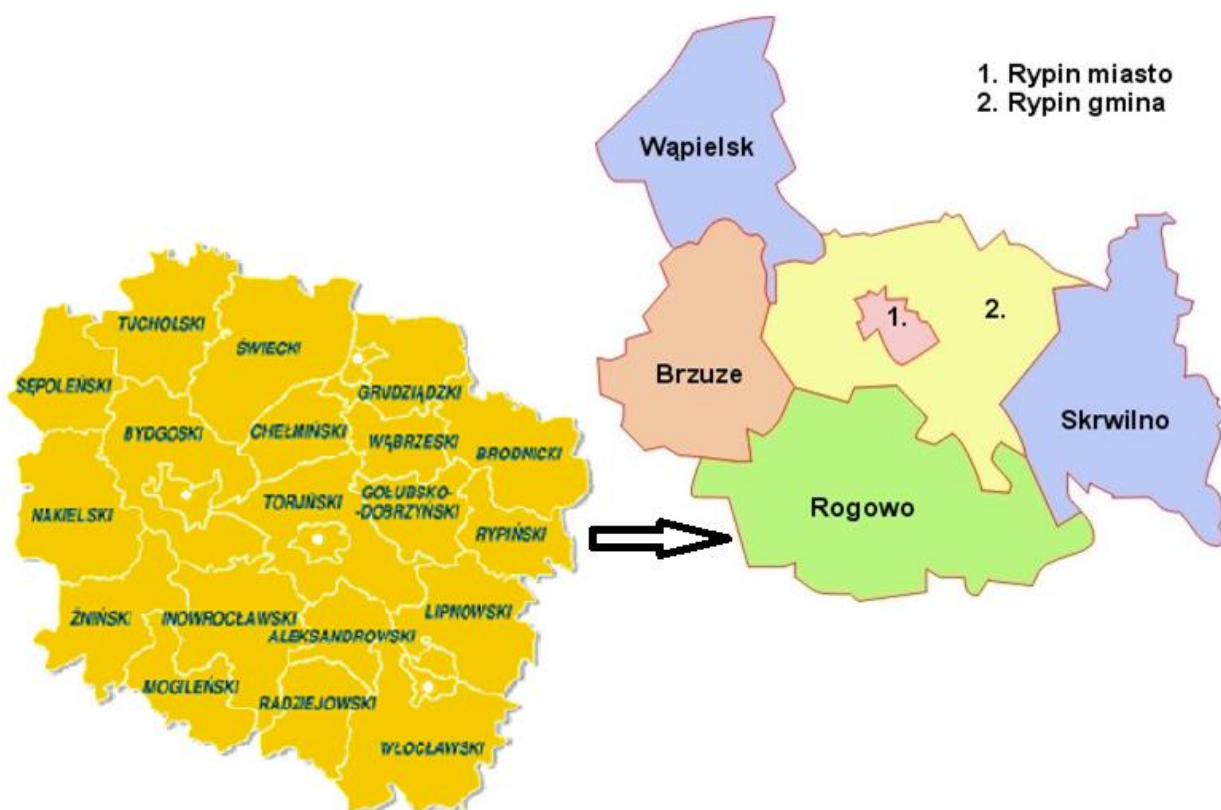 1. Rypin miasto
2. Rypin gmina
Wąpielsk
1.
2.
Brzuze
Skrwilno
Rogowo
TUCHOLSKI
ŚWIECKI
SĘPOLEŃSKI
GRUDZIĄDZKI
BYDGOSKI
CHEŁMIŃSKI
WĄBRZESKI
BRODNICKI
NAKIELSKI
TORUŃSKI
GOŁUBSKO-
-DOBRZYŃSKI
RYPIŃSKI
ŻNIŃSKI
INOWROCŁAWSKI
ALEKSANDROWSKI
LIPNOWSKI
MOGILEŃSKI
RADZIEJOWSKI
WŁOCŁAWSKI